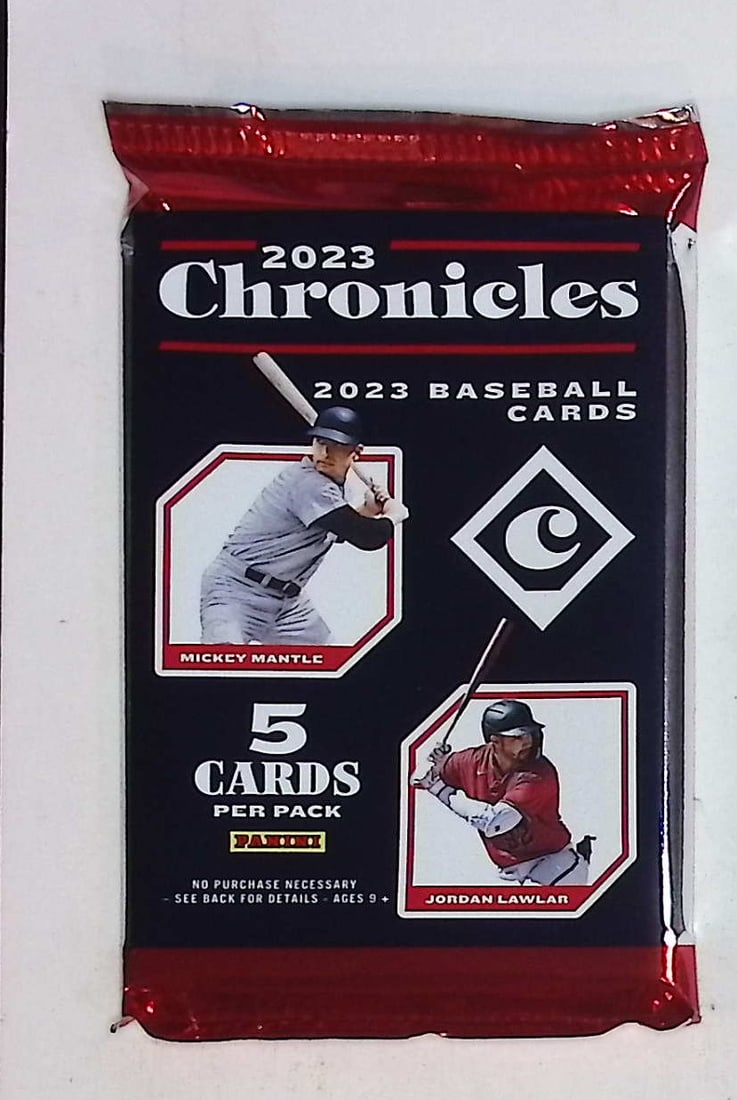 2023
Chronicles
2023 BASEBALL
CARDS
C
MICKEY MANTLE
5
CARDS
PER PACK
PANINI
NO PURCHASE NECESSARY
- SEE BACK FOR DETAILS - AGES 9 +
JORDAN LAWLAR